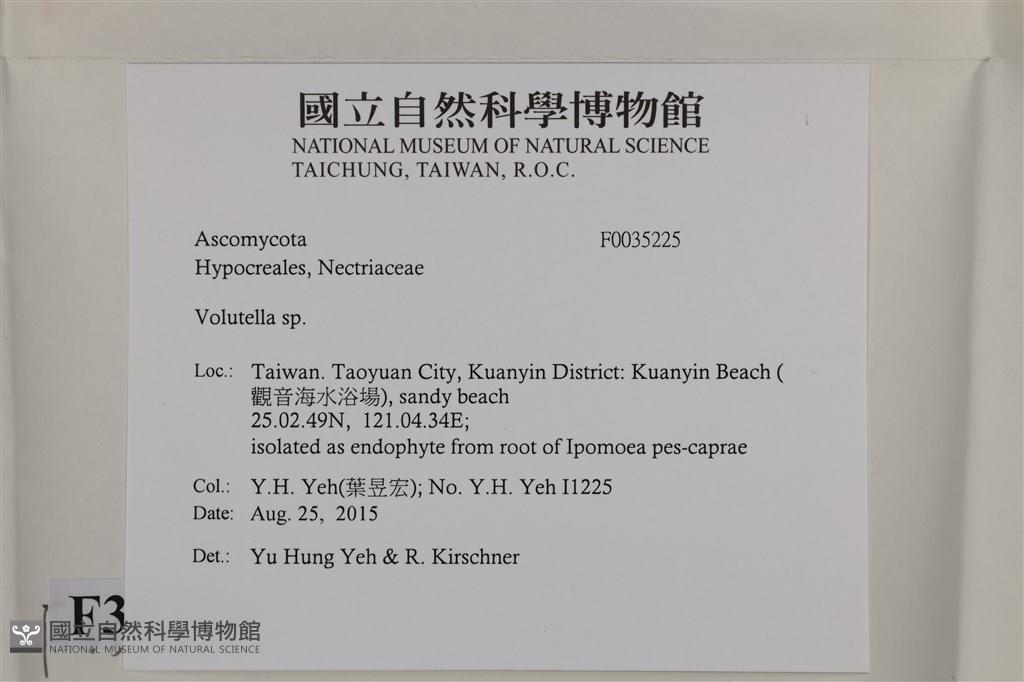 國立自然科學博物館
NATIONAL MUSEUM OF NATURAL SCIENCE
TAICHUNG, TAIWAN, R.O.C.
Ascomycota F0035225
Hypocreales, Nectriaceae
Volutella sp.
Loc.: Taiwan. Taoyuan City, Kuanyin District: Kuanyin Beach (
觀音海水浴場), sandy beach
25.02.49N, 121.04.34E;
isolated as endophyte from root of Ipomoea pes-caprae
Col.: Y.H. Yeh(葉昱宏); No. Y.H. Yeh I1225
Date: Aug. 25, 2015
Det.: Yu Hung Yeh & R. Kirschner
F3
國立自然科學博物館
NATIONAL MUSEUM OF NATURAL SCIENCE